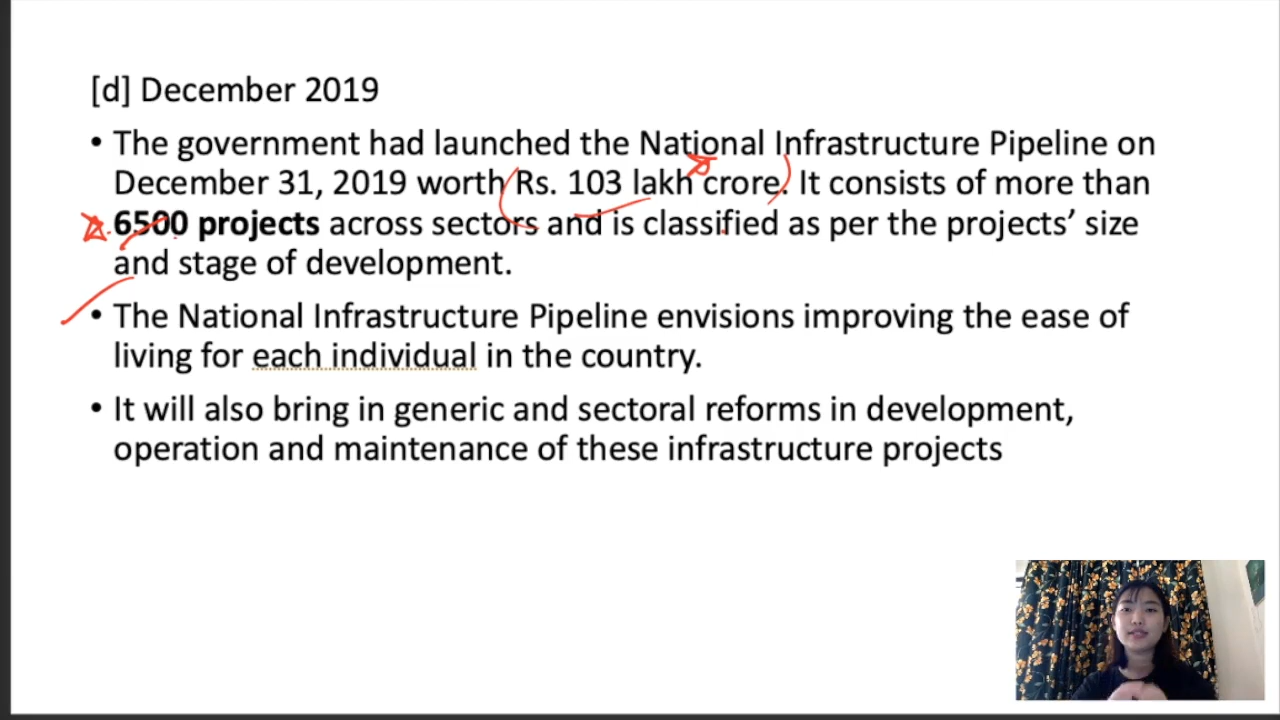 [d] December 2019
• The government had launched the National Infrastructure Pipeline on
December 31, 2019 worth Rs. 103 lakh crore. It consists of more than
6500 projects across sectors and is classified as per the projects’ size
and stage of development.
• The National Infrastructure Pipeline envisions improving the ease of
living for each individual in the country.
• It will also bring in generic and sectoral reforms in development,
operation and maintenance of these infrastructure projects